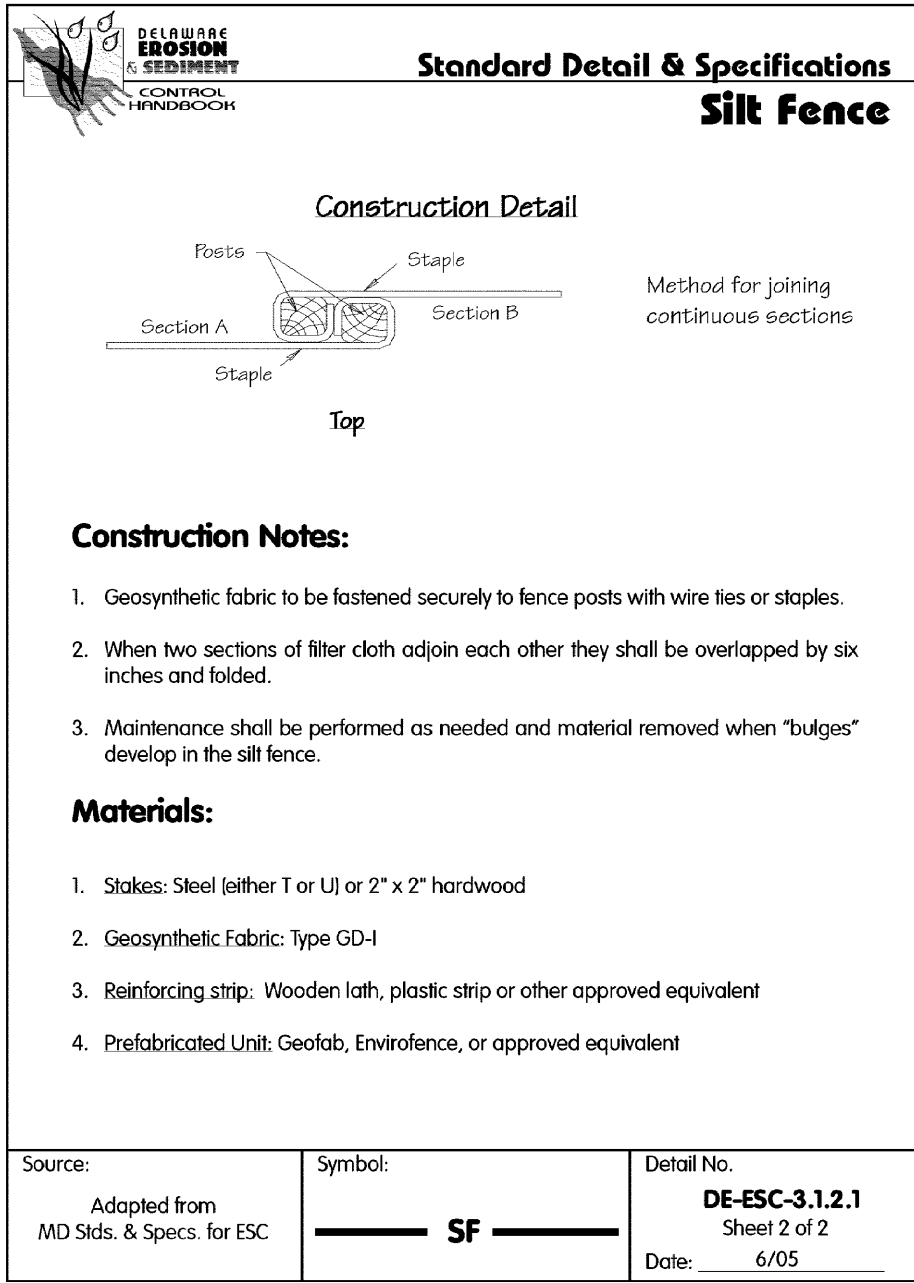 DELAWARE
EROSION
& SEDIMENT
CONTROL
HANDBOOK
Standard Detail & Specifications
Silt Fence
Construction Detail
Posts
Staple
Section A
Section B
Staple
Method for joining
continuous sections
Top
Construction Notes:
1. Geosynthetic fabric to be fastened securely to fence posts with wire ties or staples.
2. When two sections of filter cloth adjoin each other they shall be overlapped by six
inches and folded.
3. Maintenance shall be performed as needed and material removed when "bulges"
develop in the silt fence.
Materials:
1. Stakes: Steel (either T or U) or 2" x 2" hardwood
2. Geosynthetic Fabric: Type GD-I
3. Reinforcing strip: Wooden lath, plastic strip or other approved equivalent
4. Prefabricated Unit: Geofab, Envirofence, or approved equivalent
Source:
Adapted from
MD Stds. & Specs. for ESC
Symbol:
SF
Detail No.
DE-ESC-3.1.2.1
Sheet 2 of 2
Date: 6/05